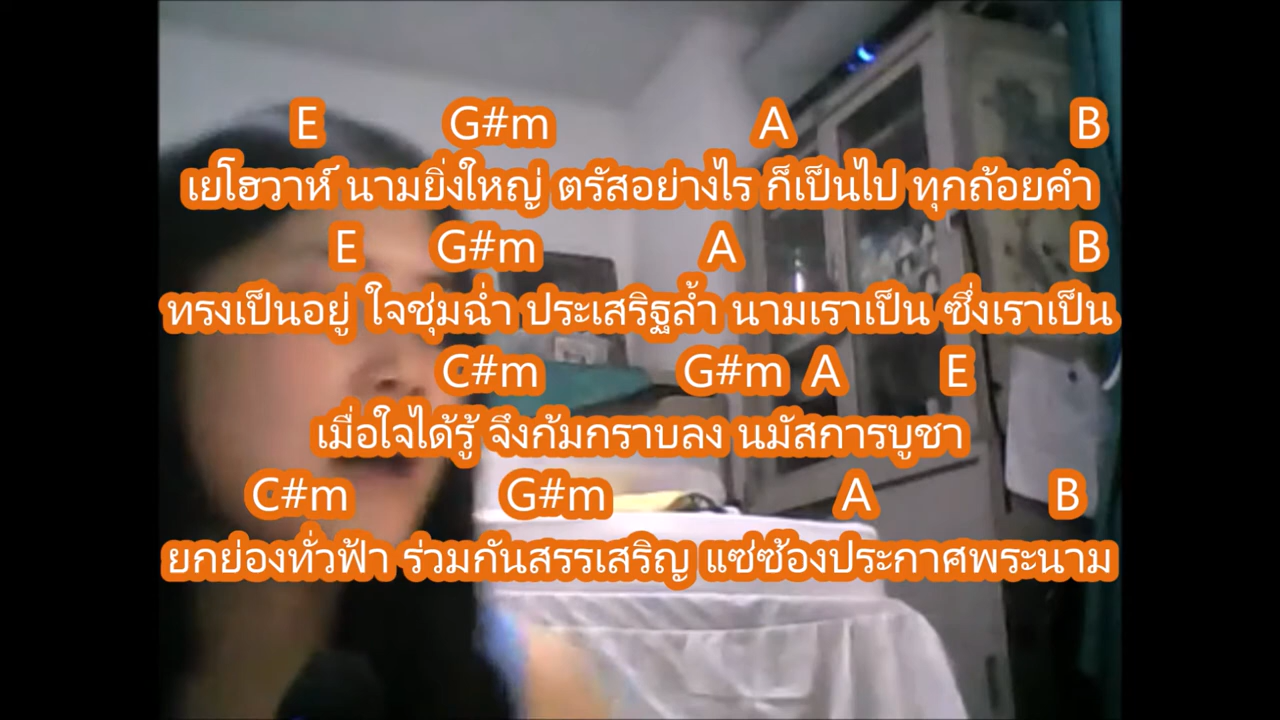 E G#m A B
เยโฮวาห์ นามยิ่งใหญ่ ตรัสอย่างไร ก็เป็นไป ทุกถ้อยคำ
E G#m A B
ทรงเป็นอยู่ ใจชุ่มฉ่ำ ประเสริฐล้ำ นามเราเป็น ซึ่งเราเป็น
C#m G#m A E
เมื่อใจได้รู้ จึงก้มกราบลง นมัสการบูชา
C#m G#m A B
ยกย่องทั่วฟ้า ร่วมกันสรรเสริญ แซ่ซ้องประกาศพระนาม